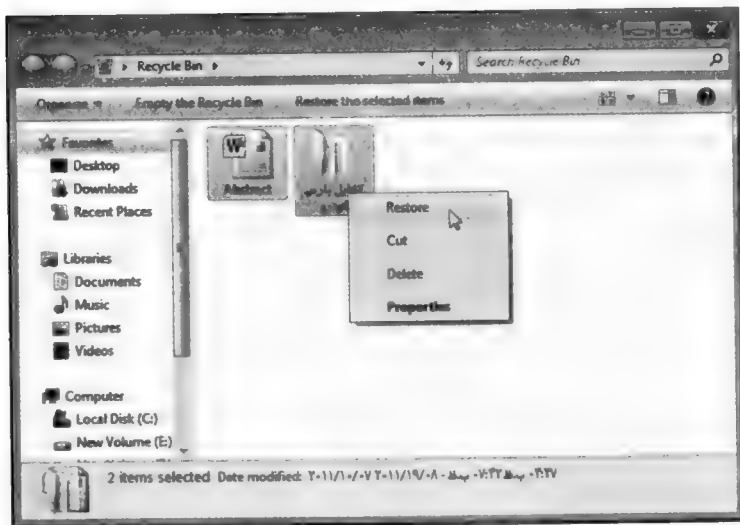 Recycle Bin
Search Recycle Bin
Organize
Empty the Recycle Bin
Restore the selected items
Favorites
Desktop
Downloads
Recent Places
Libraries
Documents
Music
Pictures
Videos
Computer
Local Disk (C:)
New Volume (E:)
Abstract
Restore
Cut
Delete
Properties
2 items selected Date modified: